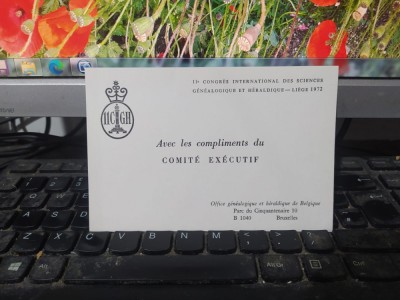 10e CONGRÈS INTERNATIONAL DES SCIENCES
GÉNÉALOGIQUE ET HÉRALDIQUE — LIÈGE 1972
Avec les compliments du
COMITÉ EXÉCUTIF
Office généalogique et héraldique de Belgique
Parc du Cinquantenaire 10
B 1040 Bruxelles
C V B N M
Alt